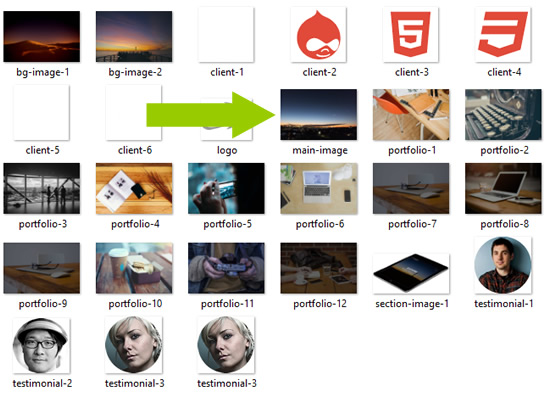 bg-image-1
bg-image-2
client-1
client-2
client-3
client-4
client-5
client-6
logo
main-image
portfolio-1
portfolio-2
portfolio-3
portfolio-4
portfolio-5
portfolio-6
portfolio-7
portfolio-8
portfolio-9
portfolio-10
portfolio-11
portfolio-12
section-image-1
testimonial-1
testimonial-2
testimonial-3
testimonial-3